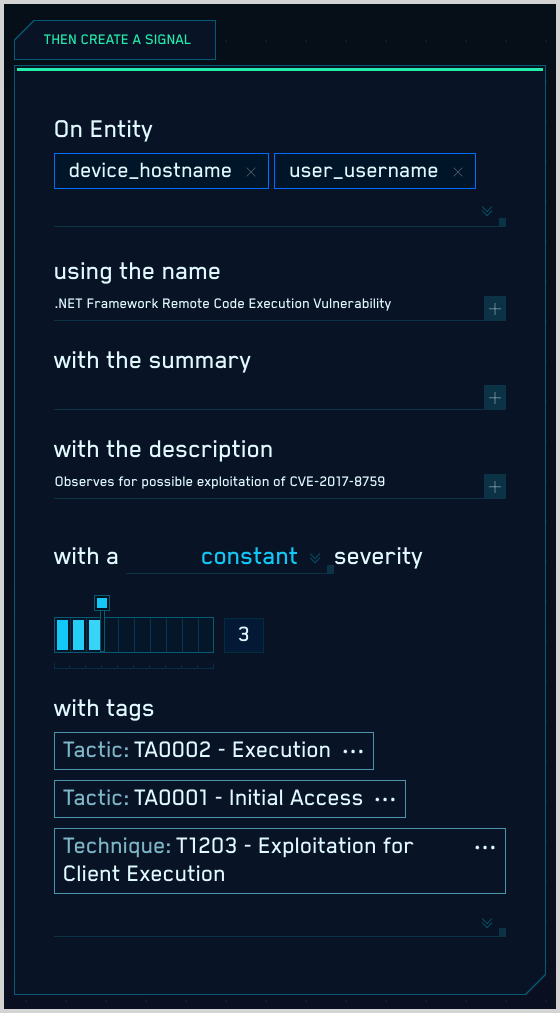 THEN CREATE A SIGNAL
On Entity
device_hostname × user_username ×
using the name
.NET Framework Remote Code Execution Vulnerability
+
with the summary
+
with the description
Observes for possible exploitation of CVE-2017-8759
+
with a constant severity
3
with tags
Tactic: TA0002 - Execution ···
Tactic: TA0001 - Initial Access ···
Technique: T1203 - Exploitation for ···
Client Execution